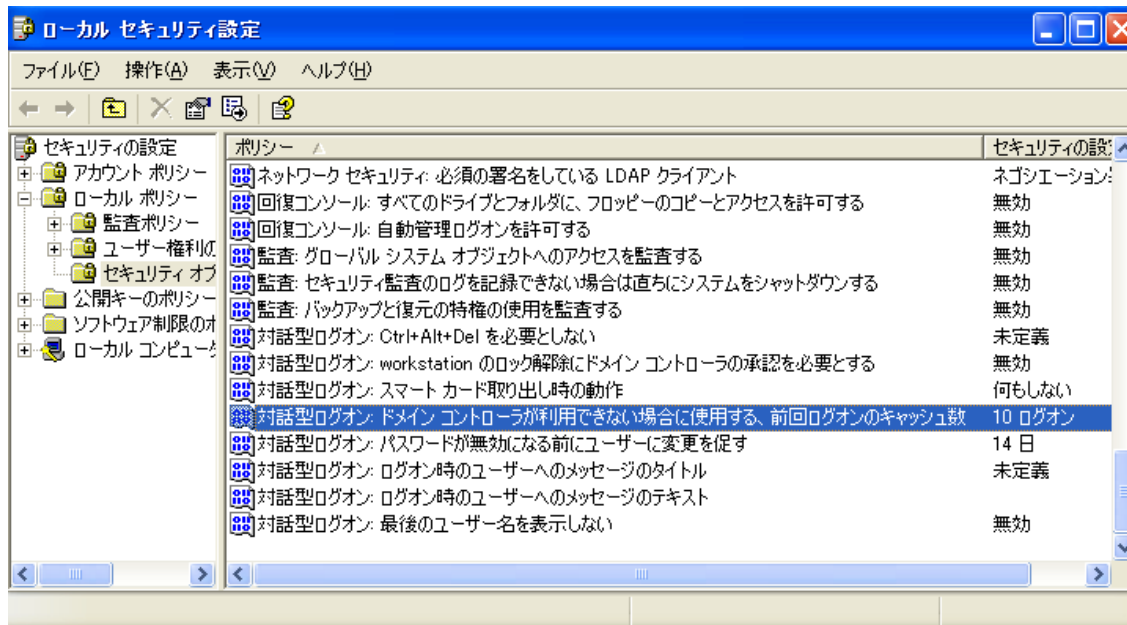 ローカル セキュリティ設定
ファイル(F) 操作(A) 表示(V) ヘルプ(H)
セキュリティの設定
アカウント ポリシー
ローカル ポリシー
監査ポリシー
ユーザー権利の
セキュリティ オプ
公開キーのポリシー
ソフトウェア制限のポ
ローカル コンピュータ
ポリシー セキュリティの設定
ネットワーク セキュリティ: 必須の署名をしている LDAP クライアント ネゴシエーション
回復コンソール: すべてのドライブとフォルダに、フロッピーのコピーとアクセスを許可する 無効
回復コンソール: 自動管理ログオンを許可する 無効
監査: グローバル システム オブジェクトへのアクセスを監査する 無効
監査: セキュリティ監査のログを記録できない場合は直ちにシステムをシャットダウンする 無効
監査: バックアップと復元の特権の使用を監査する 無効
対話型ログオン: Ctrl+Alt+Del を必要としない 未定義
対話型ログオン: workstation のロック解除にドメイン コントローラの承認を必要とする 無効
対話型ログオン: スマート カード取り出し時の動作 何もしない
対話型ログオン: ドメイン コントローラが利用できない場合に使用する、前回ログオンのキャッシュ数 10 ログオン
対話型ログオン: パスワードが無効になる前にユーザーに変更を促す 14 日
対話型ログオン: ログオン時のユーザーへのメッセージのタイトル 未定義
対話型ログオン: ログオン時のユーザーへのメッセージのテキスト
対話型ログオン: 最後のユーザー名を表示しない 無効